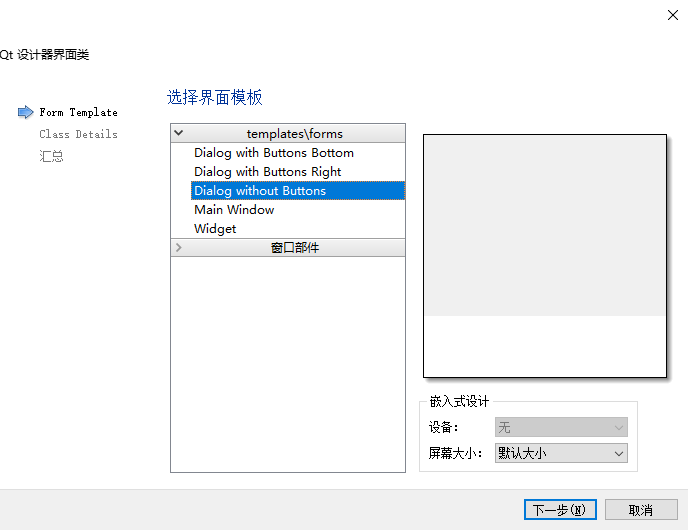 Qt 设计器界面类
选择界面模板
Form Template
Class Details
汇总
templates\forms
Dialog with Buttons Bottom
Dialog with Buttons Right
Dialog without Buttons
Main Window
Widget
窗口部件
嵌入式设计
设备: 无
屏幕大小: 默认大小
下一步(N) 取消